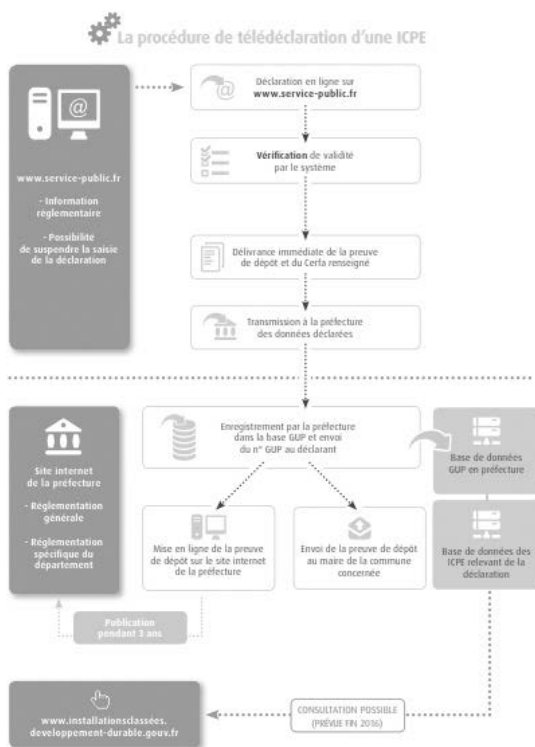 La procédure de télédéclaration d'une ICPE
@
www.service-public.fr
- Information
réglementaire
- Possibilité
de suspendre la saisie
de la déclaration
@
Déclaration en ligne sur
www.service-public.fr
Vérification de validité
par le système
Délivrance immédiate de la preuve
de dépôt et du Cerfa renseigné
Transmission à la préfecture
des données déclarées
Site internet
de la préfecture
- Réglementation
générale
- Réglementation
spécifique du
département
Enregistrement par la préfecture
dans la base GUP et envoi
du n° GUP au déclarant
Base de données
GUP en préfecture
Mise en ligne de la preuve
de dépôt sur le site internet
de la préfecture
Envoi de la preuve de dépôt
au maire de la commune
concernée
Base de données des
ICPE relevant de la
déclaration
Publication
pendant 3 ans
www.installationsclassées.
developpement-durable.gouv.fr
CONSULTATION POSSIBLE
(PRÉVUE FIN 2016)